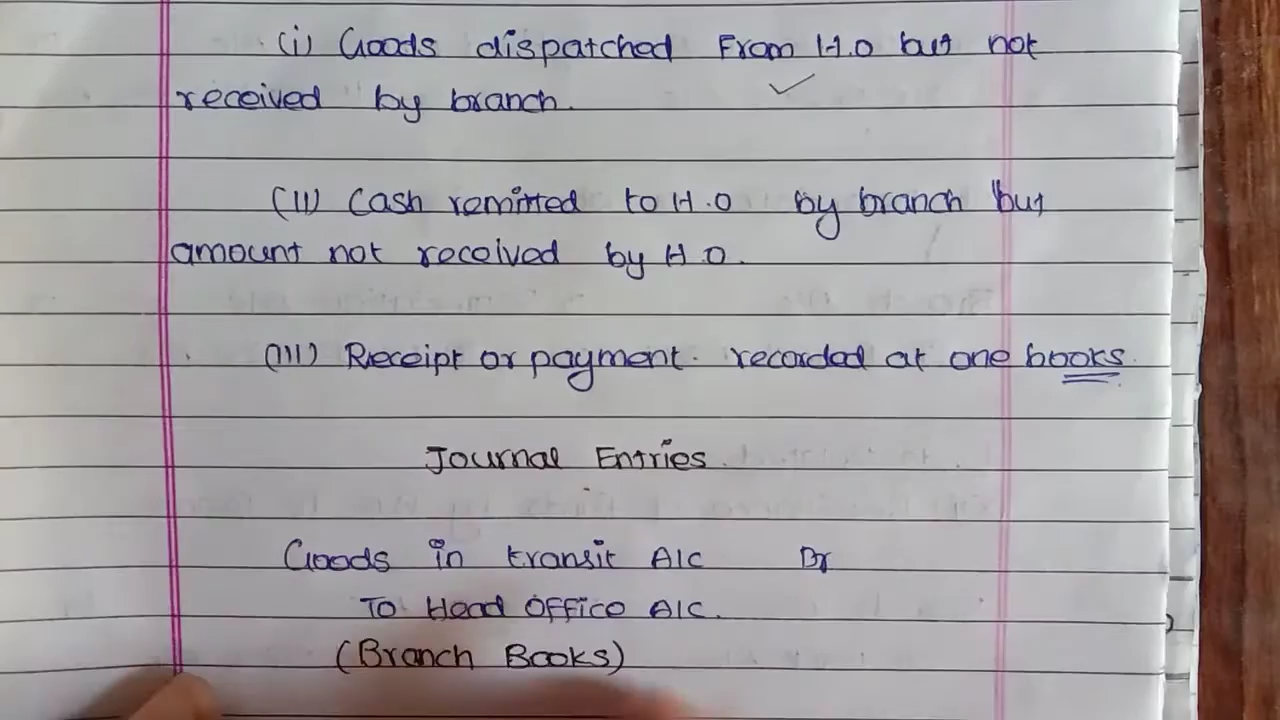 (i) Goods dispatched From H.O but not
received by branch.
(II) Cash remitted to H.O by branch but
amount not received by H.O.
(III) Receipt or payment. recorded at one books.
Journal Entries.
Goods in transit A/C Dr
To Head Office A/C.
(Branch Books)